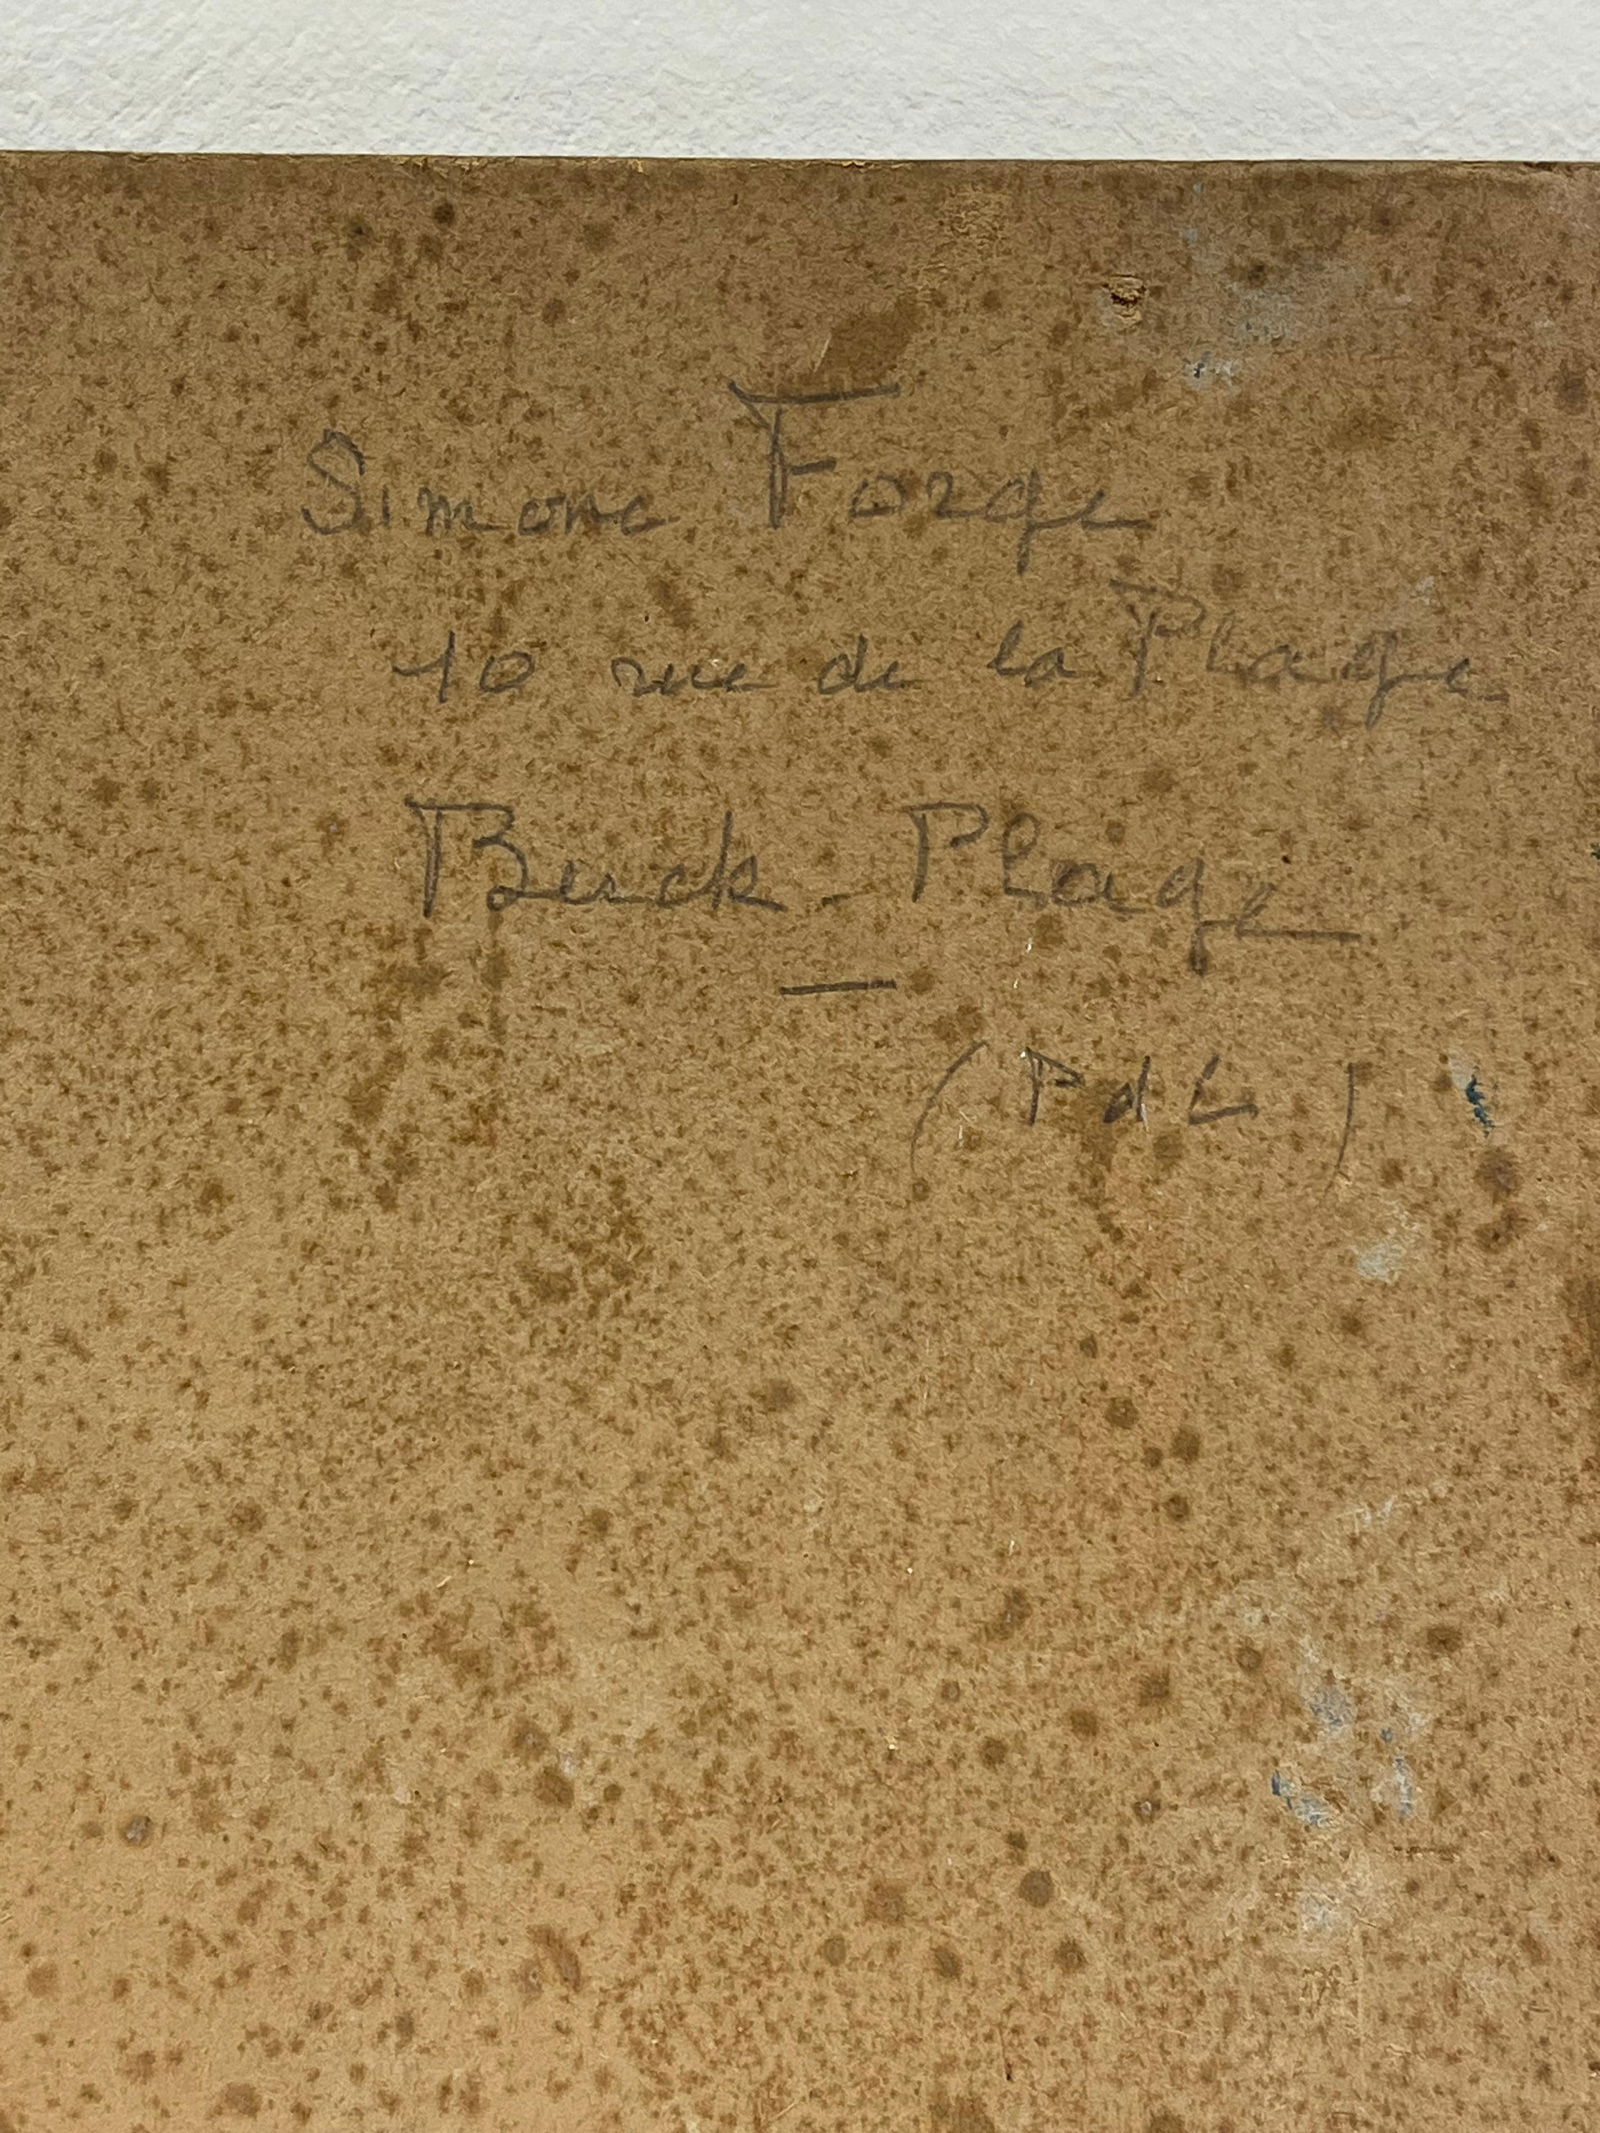 Simone Forge
10 rue de la Plage
Berck-Plage
(PdC)